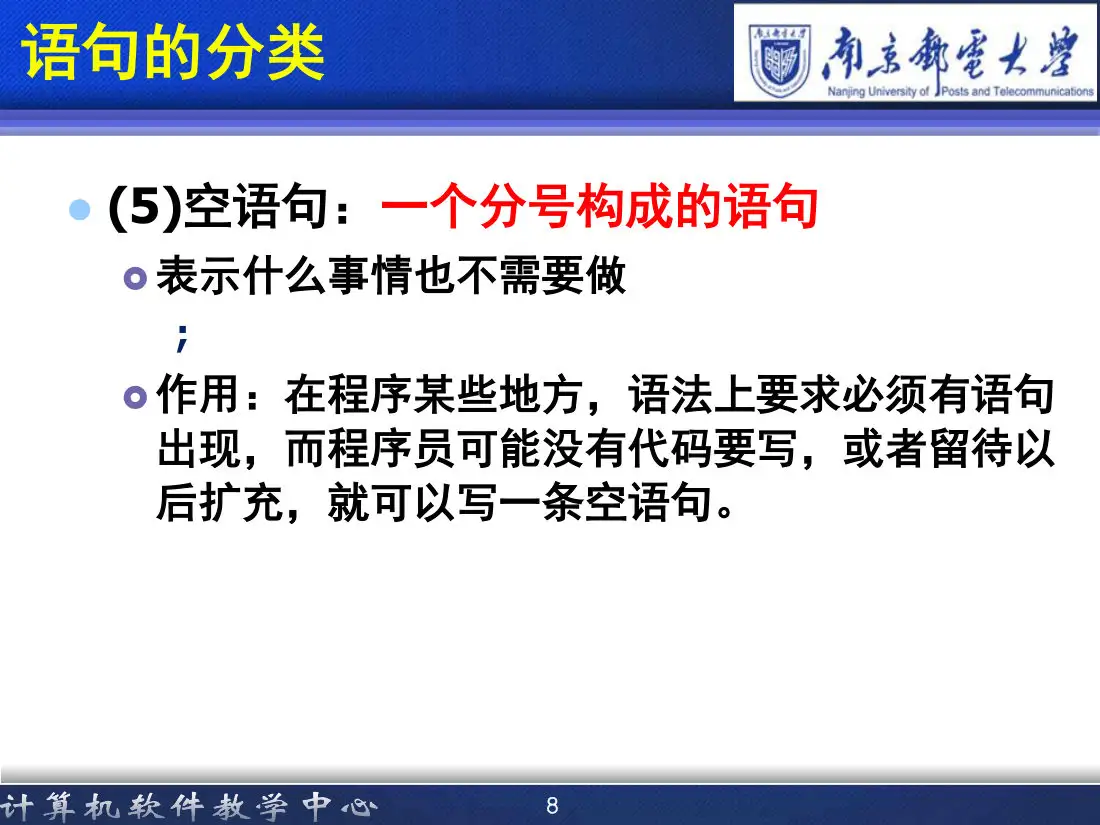 语句的分类
南京邮电大学
Nanjing University of Posts and Telecommunications
(5)空语句：一个分号构成的语句
表示什么事情也不需要做
；
作用：在程序某些地方，语法上要求必须有语句
出现，而程序员可能没有代码要写，或者留待以
后扩充，就可以写一条空语句。
计算机软件教学中心
8